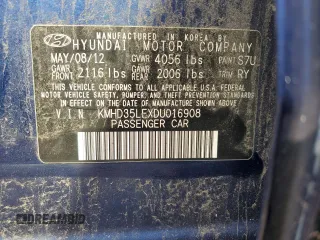 MANUFACTURED IN KOREA BY
HYUNDAI MOTOR COMPANY
MAY/08/12 GVWR 4056 lbs PAINT S7U
GAWR FRONT 2116 lbs GAWR REAR 2006 lbs TRIM RY
THIS VEHICLE CONFORMS TO ALL APPLICABLE U.S. FEDERAL MOTOR VEHICLE SAFETY, BUMPER, AND THEFT PREVENTION STANDARDS IN EFFECT ON THE DATE OF MANUFACTURE SHOWN ABOVE.
V.I.N KMHD35LEXDU016908
PASSENGER CAR
DREAMBID